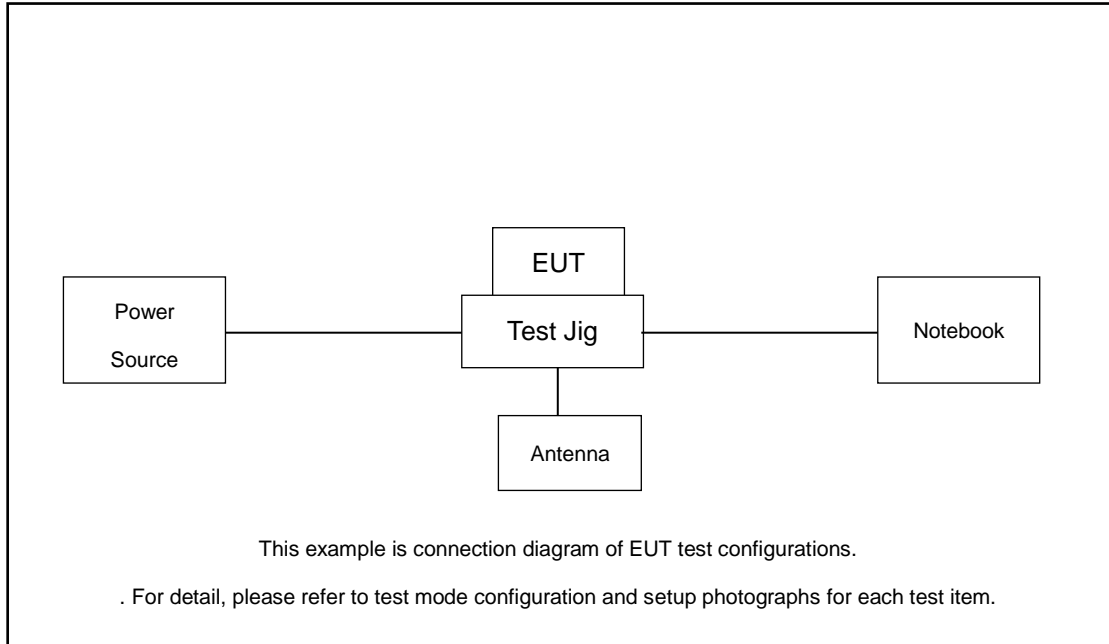 EUT
Power
Source
Test Jig
Notebook
Antenna
This example is connection diagram of EUT test configurations.
. For detail, please refer to test mode configuration and setup photographs for each test item.